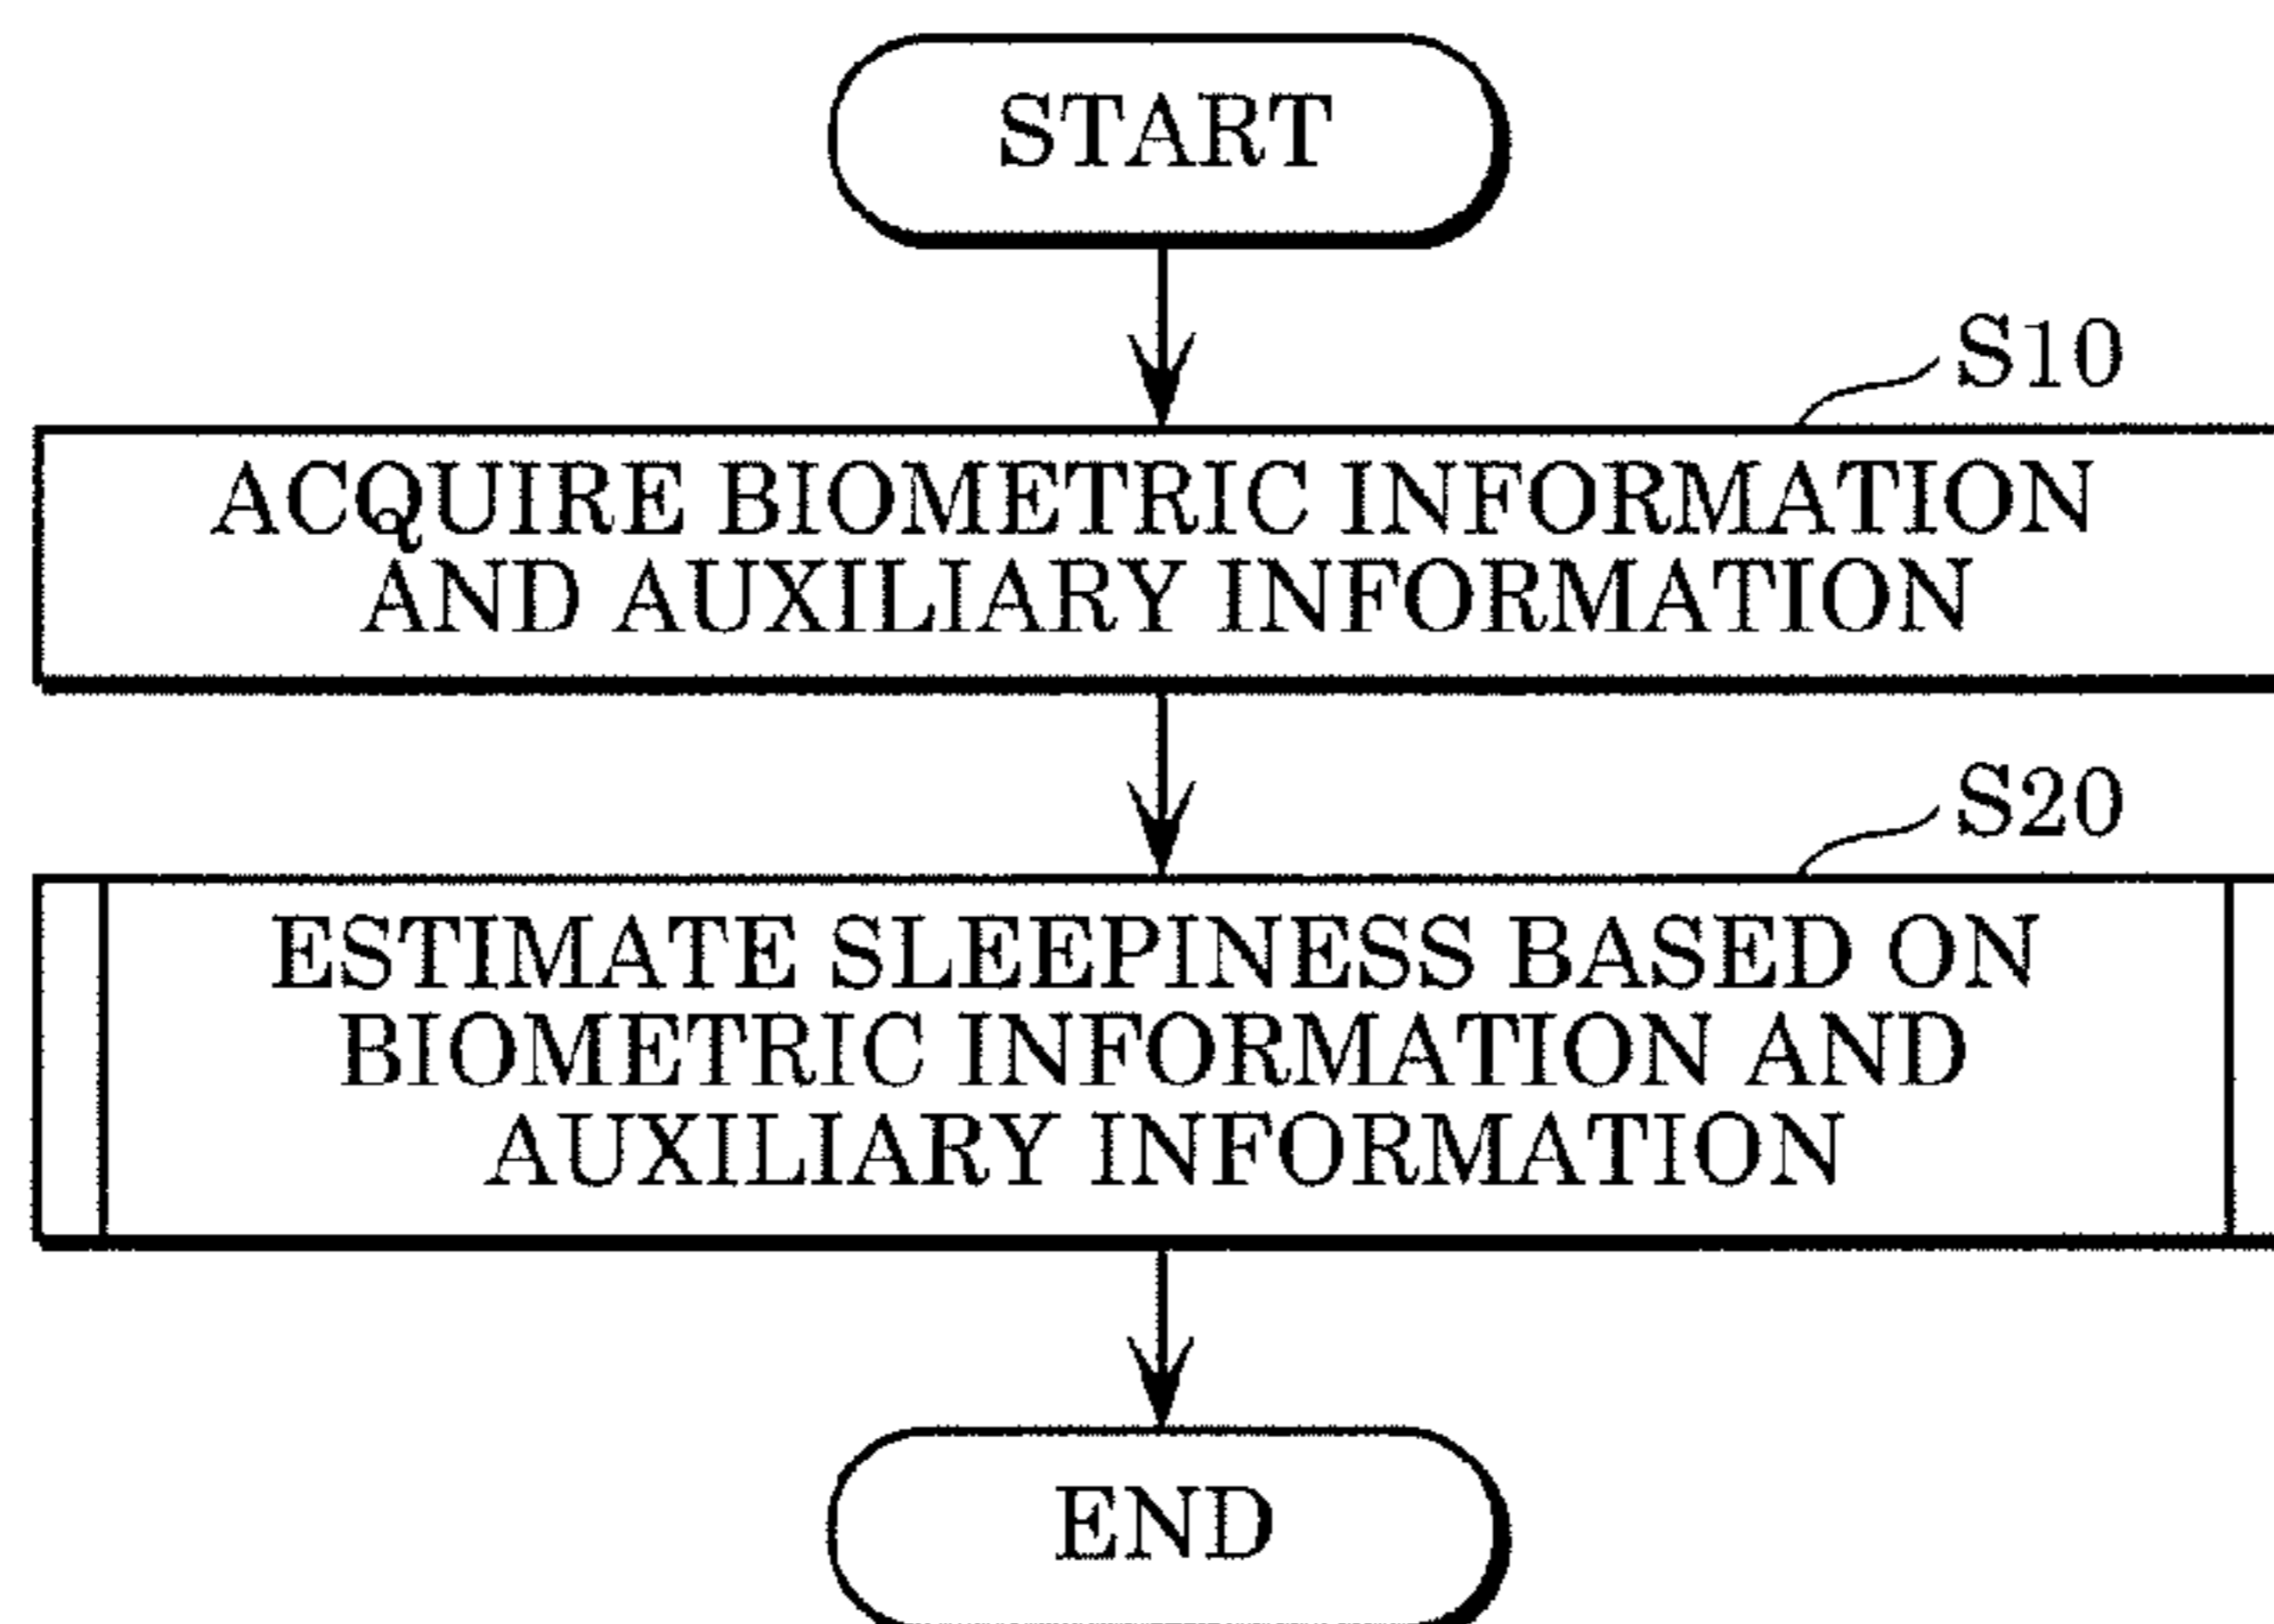 START
S10
ACQUIRE BIOMETRIC INFORMATION
AND AUXILIARY INFORMATION
S20
ESTIMATE SLEEPINESS BASED ON
BIOMETRIC INFORMATION AND
AUXILIARY INFORMATION
END